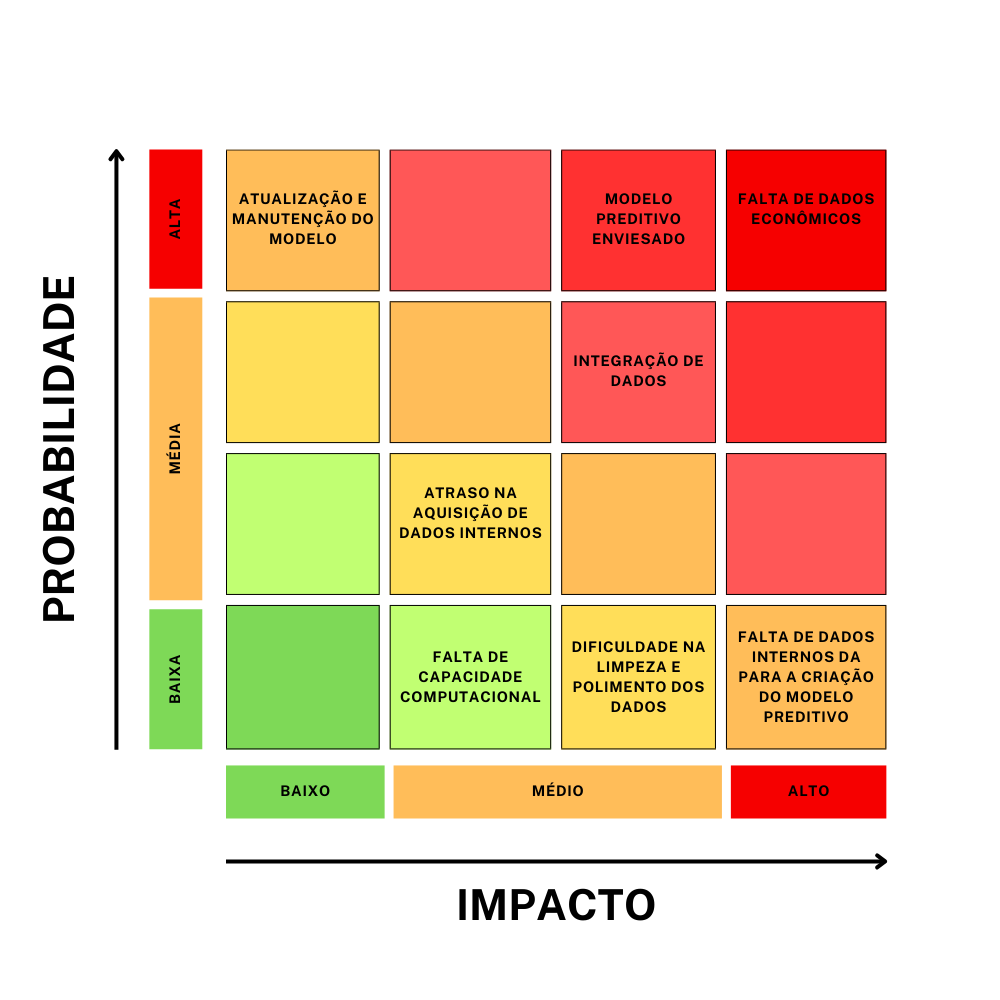 PROBABILIDADE
ALTA
ATUALIZAÇÃO E
MANUTENÇÃO DO
MODELO
MODELO
PREDITIVO
ENVIESADO
FALTA DE DADOS
ECONÔMICOS
MÉDIA
INTEGRAÇÃO DE
DADOS
ATRASO NA
AQUISIÇÃO DE
DADOS INTERNOS
BAIXA
FALTA DE
CAPACIDADE
COMPUTACIONAL
DIFICULDADE NA
LIMPEZA E
POLIMENTO DOS
DADOS
FALTA DE DADOS
INTERNOS DA
PARA A CRIAÇÃO
DO MODELO
PREDITIVO
BAIXO
MÉDIO
ALTO
IMPACTO